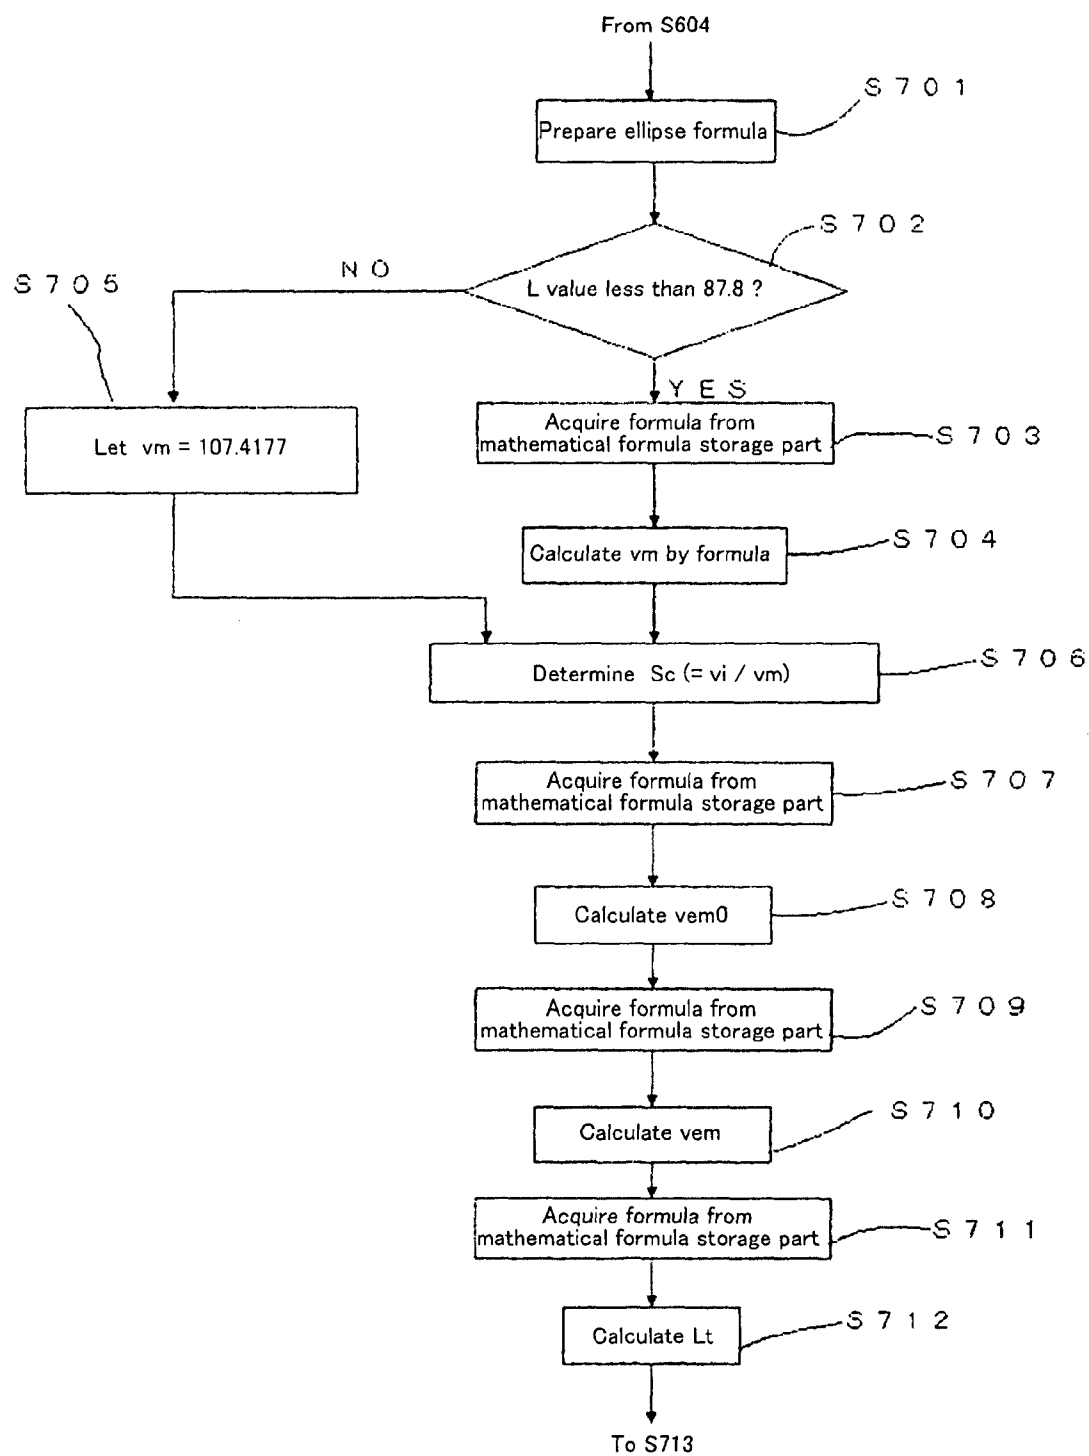 From S604
S701
Prepare ellipse formula
S702
NO
S705
L value less than 87.8 ?
YES
Acquire formula from
mathematical formula storage part
S703
Let vm = 107.4177
Calculate vm by formula
S704
Determine Sc (= vi / vm)
S706
Acquire formula from
mathematical formula storage part
S707
Calculate vem0
S708
Acquire formula from
mathematical formula storage part
S709
Calculate vem
S710
Acquire formula from
mathematical formula storage part
S711
Calculate Lt
S712
To S713